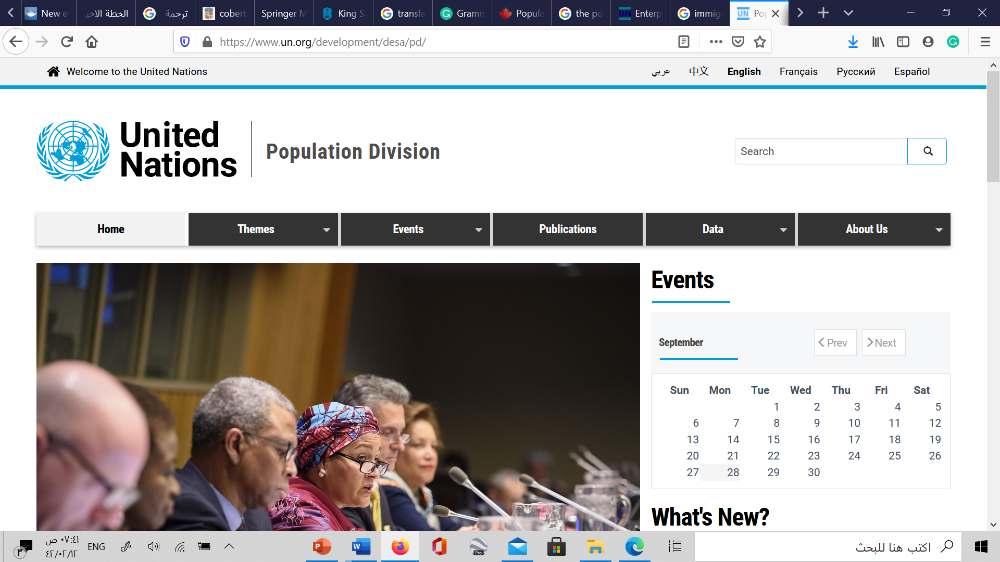 New e
الخطة الاخي
ترجمة
cobert
Springer M
King S
transla
Gramm
Popula
the po
Enterp
immig
UN
Pop
https://www.un.org/development/desa/pd/
Welcome to the United Nations
عربي
中文
English
Français
Русский
Español
United
Nations
Population Division
Search
Home
Themes
Events
Publications
Data
About Us
Events
September
Prev
Next
Sun Mon Tue Wed Thu Fri Sat
1 2 3 4 5
6 7 8 9 10 11 12
13 14 15 16 17 18 19
20 21 22 23 24 25 26
27 28 29 30
What's New?
٣
٠٧:٤١ ص
٤٢/٠٢/١٢
ENG
Pro
اكتب هنا للبحث